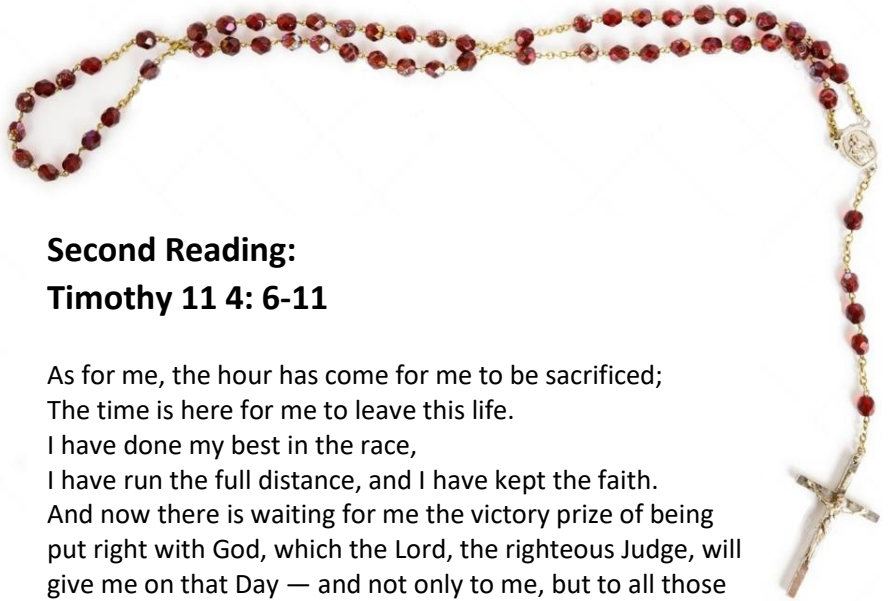 Second Reading:
Timothy 11 4: 6-11
As for me, the hour has come for me to be sacrificed;
The time is here for me to leave this life.
I have done my best in the race,
I have run the full distance, and I have kept the faith.
And now there is waiting for me the victory prize of being
put right with God, which the Lord, the righteous Judge, will
give me on that Day — and not only to me, but to all those